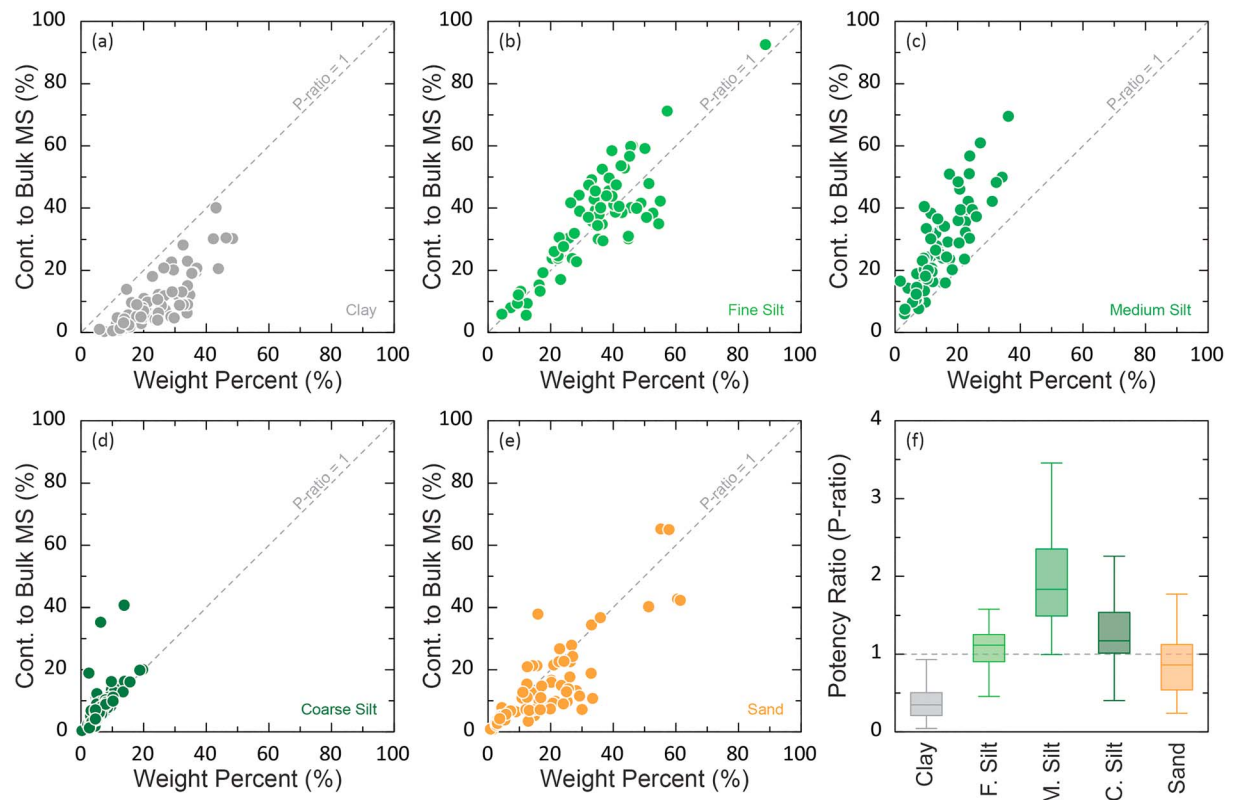 (a)
Cont. to Bulk MS (%)
100
80
60
40
20
0
P-ratio = 1
Clay
0 20 40 60 80 100
Weight Percent (%)
(b)
Cont. to Bulk MS (%)
100
80
60
40
20
0
P-ratio = 1
Fine Silt
0 20 40 60 80 100
Weight Percent (%)
(c)
Cont. to Bulk MS (%)
100
80
60
40
20
0
P-ratio = 1
Medium Silt
0 20 40 60 80 100
Weight Percent (%)
(d)
Cont. to Bulk MS (%)
100
80
60
40
20
0
P-ratio = 1
Coarse Silt
0 20 40 60 80 100
Weight Percent (%)
(e)
Cont. to Bulk MS (%)
100
80
60
40
20
0
P-ratio = 1
Sand
0 20 40 60 80 100
Weight Percent (%)
(f)
Potency Ratio (P-ratio)
4
3
2
1
0
Clay
F. Silt
M. Silt
C. Silt
Sand